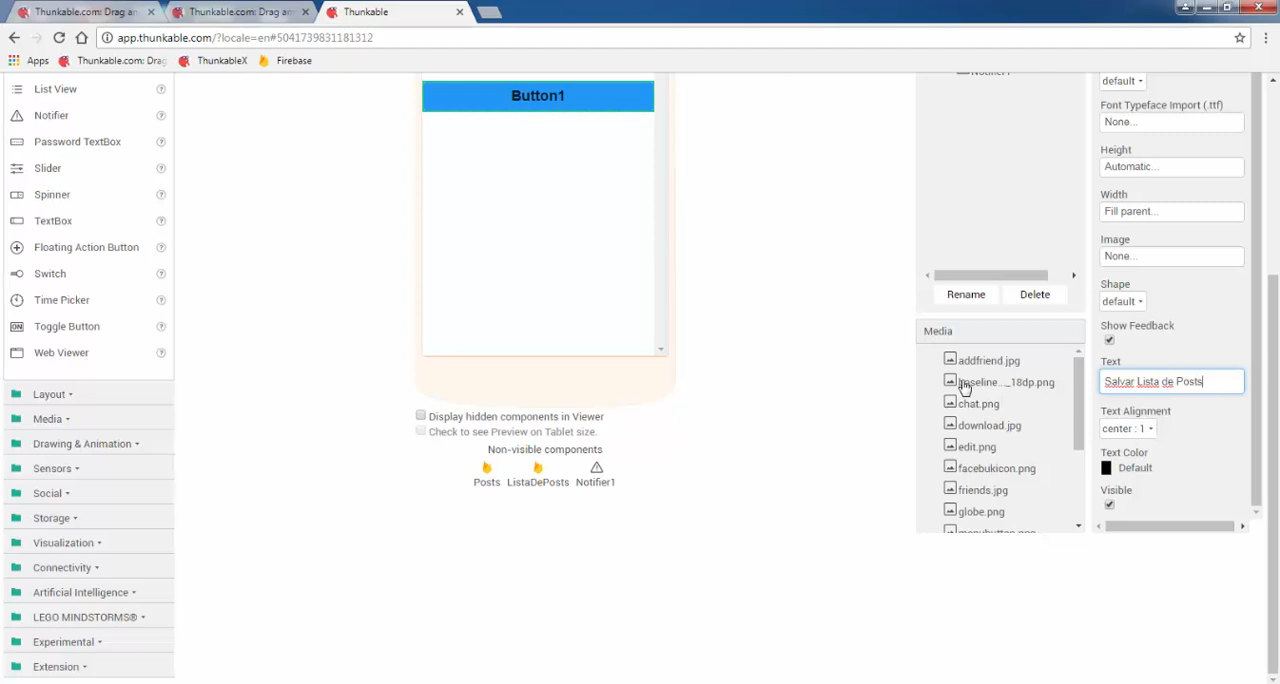 Thunkable.com: Drag an
Thunkable.com: Drag an
Thunkable
app.thunkable.com/?locale=en#5041739831181312
Apps
Thunkable.com: Drag
ThunkableX
Firebase
List View
Notifier
Password TextBox
Slider
Spinner
TextBox
Floating Action Button
Switch
Time Picker
Toggle Button
Web Viewer
Layout
Media
Drawing & Animation
Sensors
Social
Storage
Visualization
Connectivity
Artificial Intelligence
LEGO MINDSTORMS®
Experimental
Extension
Button1
Display hidden components in Viewer
Check to see Preview on Tablet size.
Non-visible components
Posts
ListaDePosts
Notifier1
Notifier1
Rename
Delete
Media
addfriend.jpg
..._18dp.png
chat.png
download.jpg
edit.png
facebukicon.png
friends.jpg
globe.png
menubutton.png
default
Font Typeface Import (.ttf)
None...
Height
Automatic...
Width
Fill parent...
Image
None...
Shape
default
Show Feedback
Text
Salvar Lista de Posts
Text Alignment
center : 1
Text Color
Default
Visible